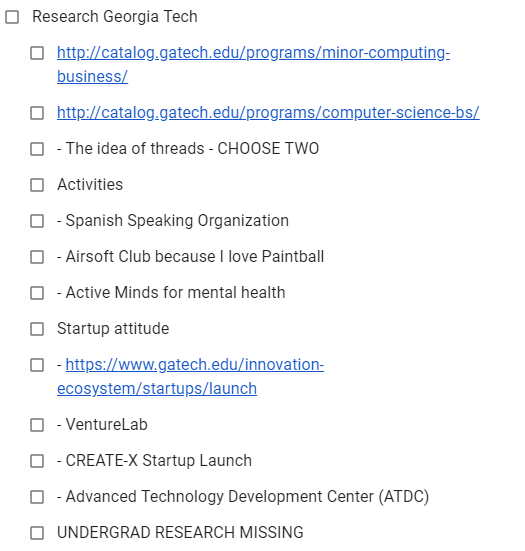 Research Georgia Tech
http://catalog.gatech.edu/programs/minor-computing-
business/
http://catalog.gatech.edu/programs/computer-science-bs/
- The idea of threads - CHOOSE TWO
Activities
- Spanish Speaking Organization
- Airsoft Club because I love Paintball
- Active Minds for mental health
Startup attitude
- https://www.gatech.edu/innovation-
ecosystem/startups/launch
- VentureLab
- CREATE-X Startup Launch
- Advanced Technology Development Center (ATDC)
UNDERGRAD RESEARCH MISSING